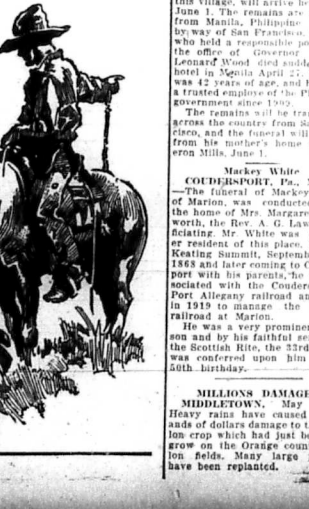 this village, will arrive he
June 1. The remains are
from Manila, Philippine
by way of San Francisco,
who held a responsible po
the office of Governor
Leonard Wood died sudde
hotel in Manila April 27.
was 42 years of age, and h
a trusted employe of the P
government since 1909.
The remains will be tran
across the country from Sa
cisco, and the funeral will
from his mother's home
eron Mills, June 1.
Mackey White
COUDERSPORT, Pa.,
—The funeral of Mackey
of Marion, was conducte
the home of Mrs. Margare
worth, the Rev. A. G. Law
ficiating. Mr. White was
er resident of this place.
Keating Summit, Septemb
1868 and later coming to C
port with his parents, he
sociated with the Couder
Port Allegany railroad an
in 1919 to manage the
railroad at Marion.
He was a very prominen
son and by his faithful se
the Scottish Rite, the 33rd
was conferred upon him
50th birthday.
MILLIONS DAMAGE
MIDDLETOWN, May
Heavy rains have caused
ands of dollars damage to t
ion crop which had just be
grow on the Orange coun
ion fields. Many large
have been replanted.